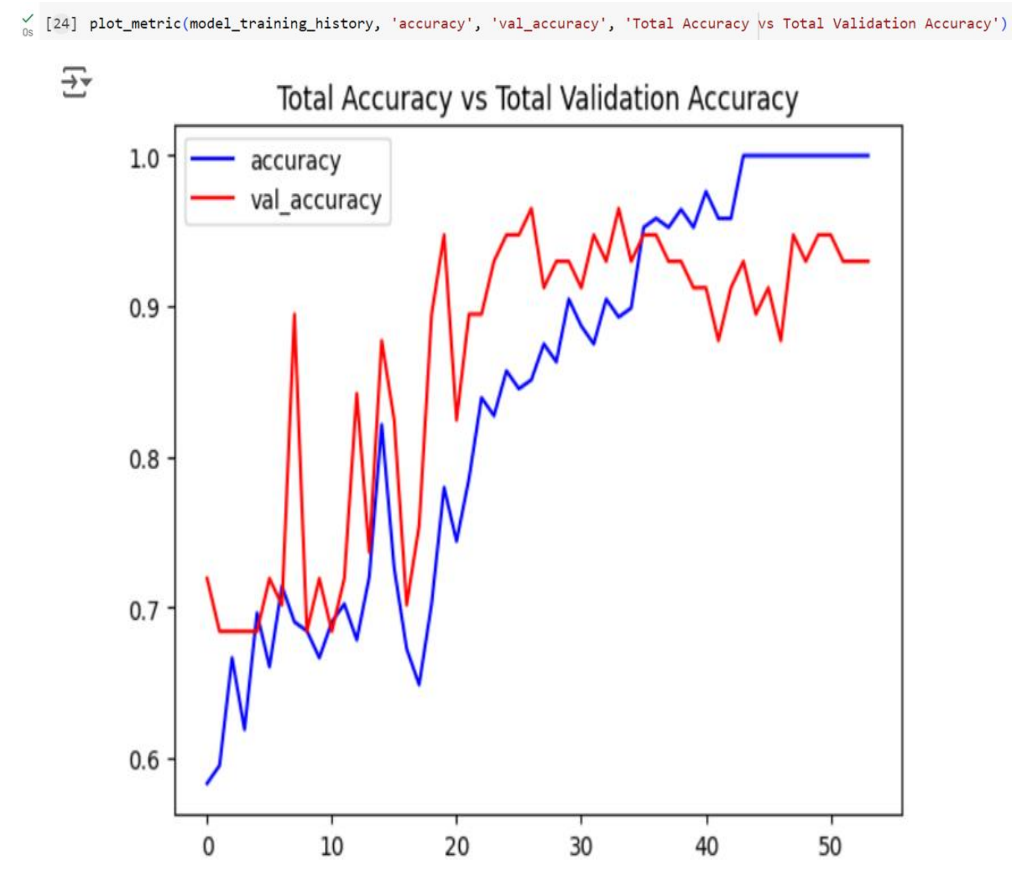 [24] plot_metric(model_training_history, 'accuracy', 'val_accuracy', 'Total Accuracy vs Total Validation Accuracy')
0s
Total Accuracy vs Total Validation Accuracy
accuracy
val_accuracy
1.0
0.9
0.8
0.7
0.6
0 10 20 30 40 50